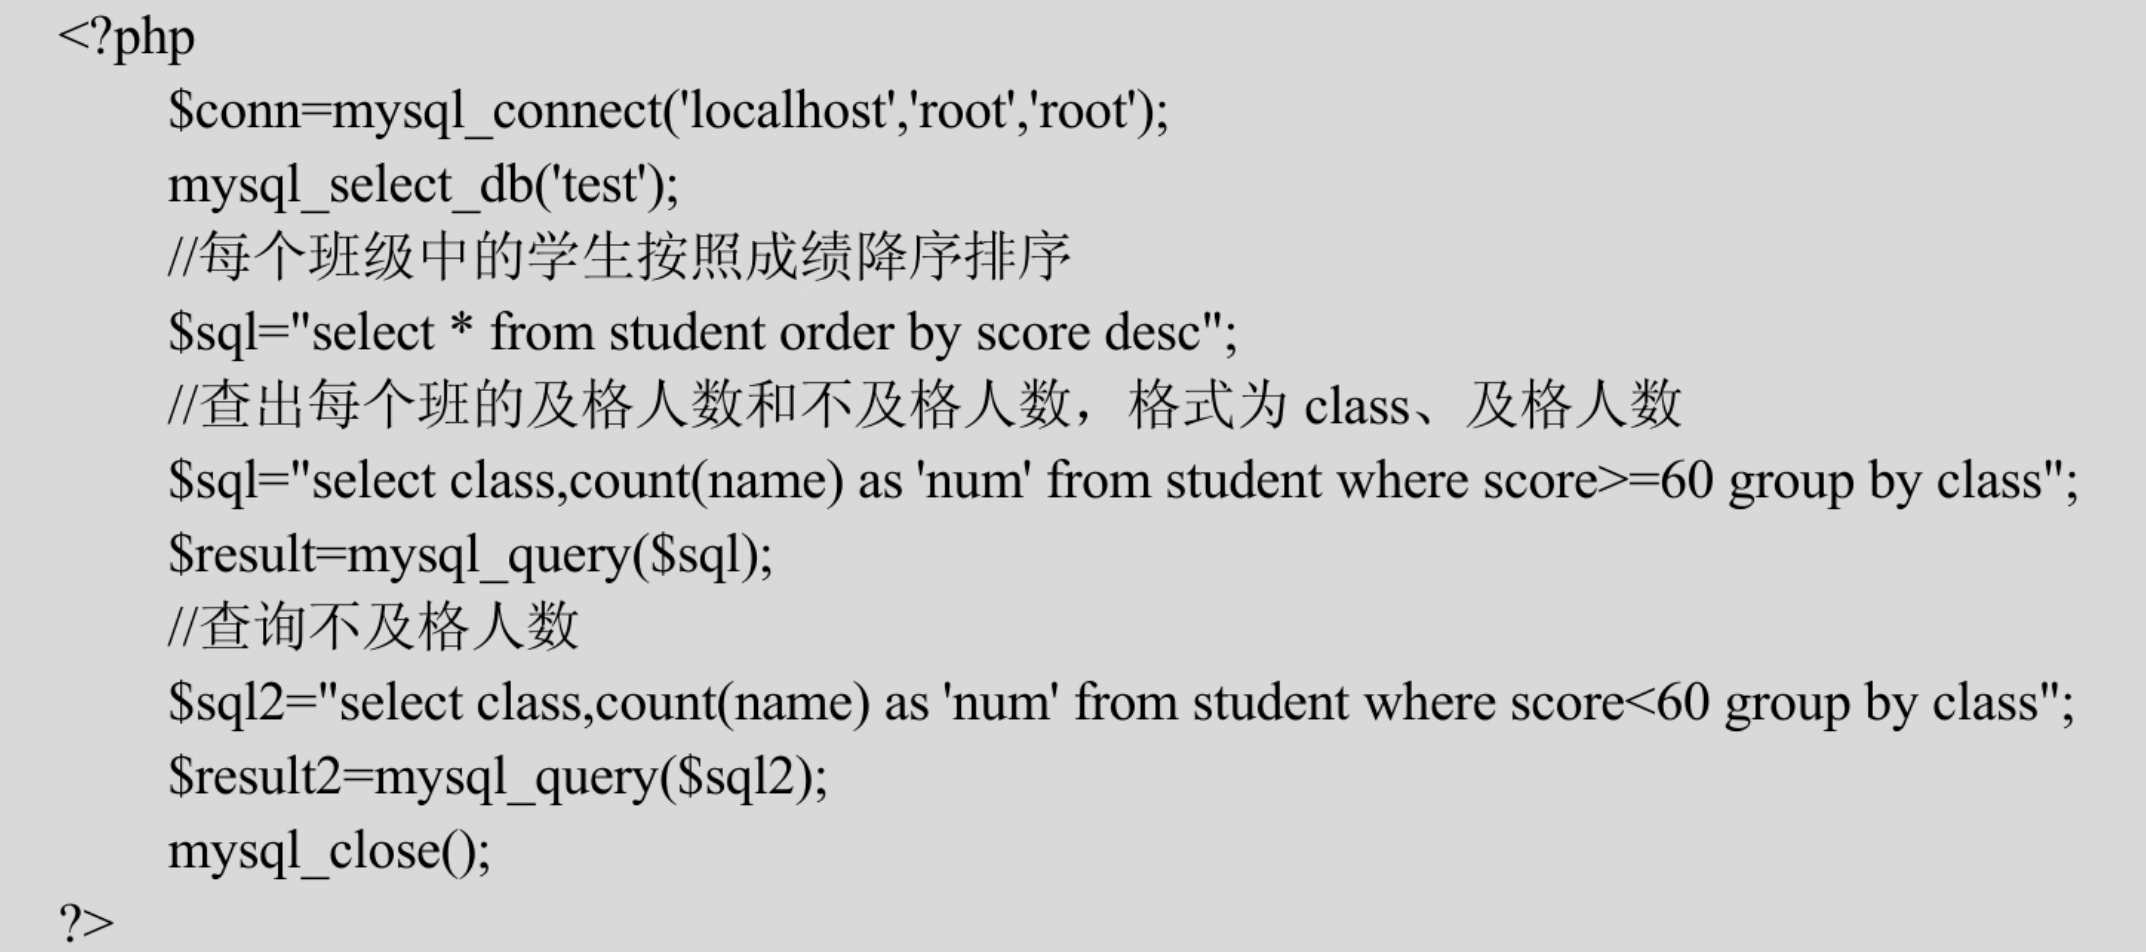 <?php
$conn=mysql_connect('localhost','root','root');
mysql_select_db('test');
//每个班级中的学生按照成绩降序排序
$sql="select * from student order by score desc";
//查出每个班的及格人数和不及格人数，格式为 class、及格人数
$sql="select class,count(name) as 'num' from student where score>=60 group by class";
$result=mysql_query($sql);
//查询不及格人数
$sql2="select class,count(name) as 'num' from student where score<60 group by class";
$result2=mysql_query($sql2);
mysql_close();
?>